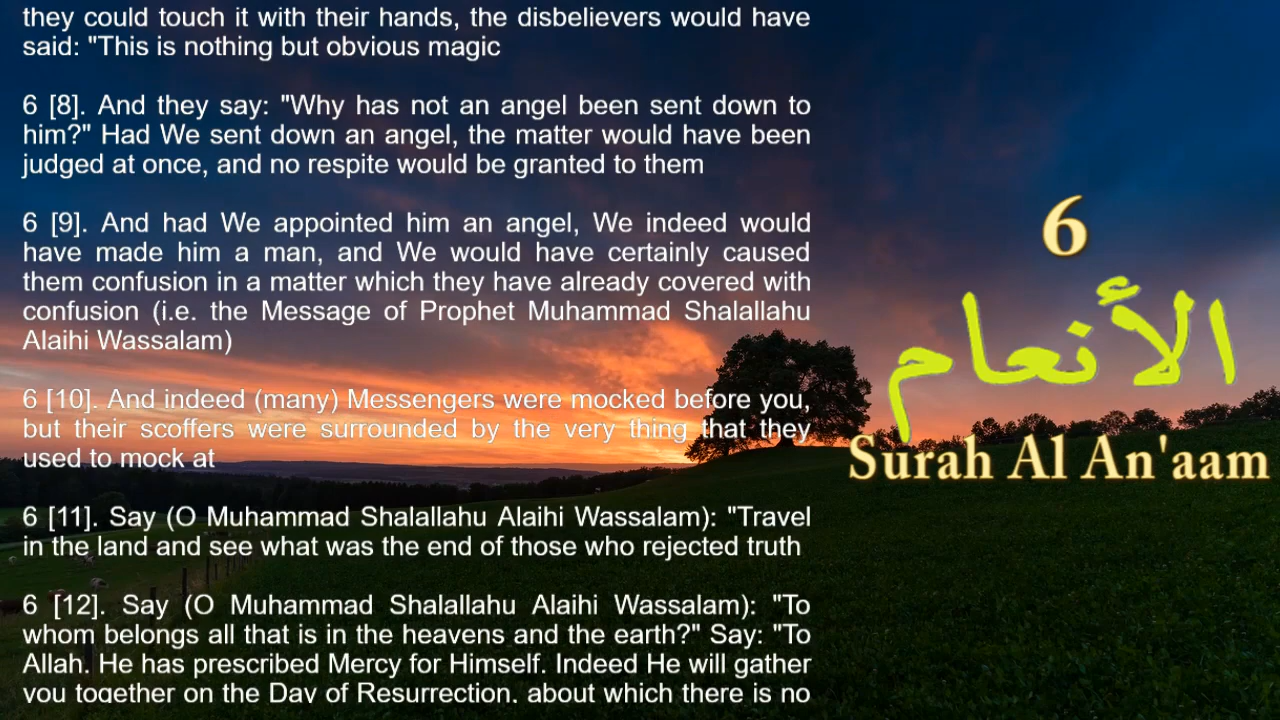 they could touch it with their hands, the disbelievers would have
said: "This is nothing but obvious magic
6 [8]. And they say: "Why has not an angel been sent down to
him?" Had We sent down an angel, the matter would have been
judged at once, and no respite would be granted to them
6 [9]. And had We appointed him an angel, We indeed would
have made him a man, and We would have certainly caused
them confusion in a matter which they have already covered with
confusion (i.e. the Message of Prophet Muhammad Shalallahu
Alaihi Wassalam)
6 [10]. And indeed (many) Messengers were mocked before you,
but their scoffers were surrounded by the very thing that they
used to mock at
6 [11]. Say (O Muhammad Shalallahu Alaihi Wassalam): "Travel
in the land and see what was the end of those who rejected truth
6 [12]. Say (O Muhammad Shalallahu Alaihi Wassalam): "To
whom belongs all that is in the heavens and the earth?" Say: "To
Allah. He has prescribed Mercy for Himself. Indeed He will gather
you together on the Day of Resurrection, about which there is no
6
الأنعام
Surah Al An'aam